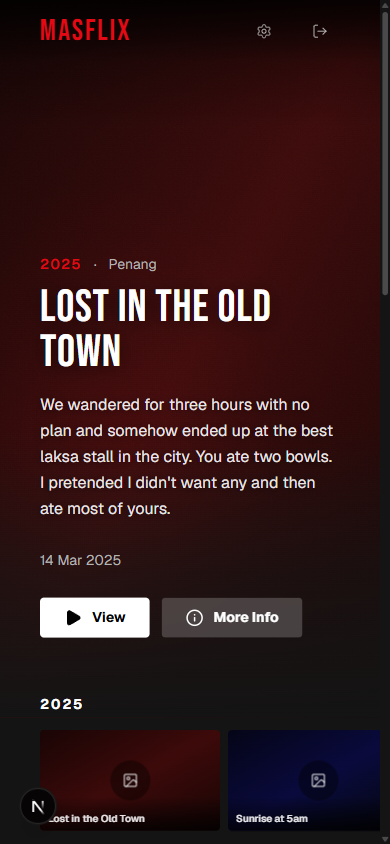 MASFLIX
2025 · Penang
LOST IN THE OLD
TOWN
We wandered for three hours with no
plan and somehow ended up at the best
laksa stall in the city. You ate two bowls.
I pretended I didn't want any and then
ate most of yours.
14 Mar 2025
View More Info
2025
Lost in the Old Town Sunrise at 5am
N